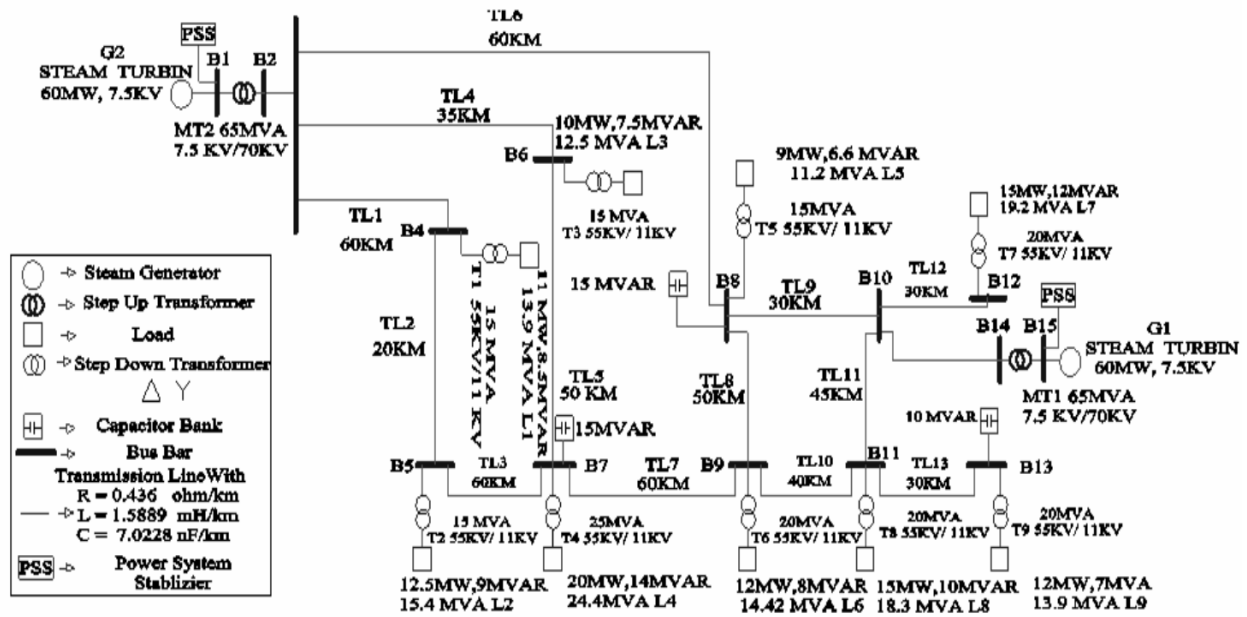 TL6
60KM
PSS
G2
STEAM TURBIN
60MW, 7.5KV
B1
B2
MT2 65MVA
7.5 KV/70KV
TL4
35KM
10MW,7.5MVAR
12.5 MVA L3
B6
15 MVA
T3 55KV/ 11KV
9MW,6.6 MVAR
11.2 MVA L5
15MVA
T5 55KV/ 11KV
15MW,12MVAR
19.2 MVA L7
20MVA
T7 55KV/ 11KV
TL1
60KM
B4
T1 55KV/11 KV
15 MVA
13.9 MVA L1
11 MW,8.5MVAR
15 MVAR
B8
TL9
30KM
B10
TL12
30KM
B12
PSS
B14
B15
G1
STEAM TURBIN
60MW, 7.5KV
MT1 65MVA
7.5 KV/70KV
TL2
20KM
TL5
50 KM
TL8
50KM
TL11
45KM
15MVAR
10 MVAR
B5
TL3
60KM
B7
TL7
60KM
B9
TL10
40KM
B11
TL13
30KM
B13
15 MVA
T2 55KV/ 11KV
25MVA
T4 55KV/ 11KV
20MVA
T6 55KV/ 11KV
20MVA
T8 55KV/ 11KV
20MVA
T9 55KV/ 11KV
12.5MW,9MVAR
15.4 MVA L2
20MW,14MVAR
24.4MVA L4
12MW,8MVAR
14.42 MVA L6
15MW,10MVAR
18.3 MVA L8
12MW,7MVA
13.9 MVA L9
Steam Generator
Step Up Transformer
Load
Step Down Transformer
△ Y
Capacitor Bank
Bus Bar
Transmission LineWith
R = 0.436 ohm/km
L = 1.5889 mH/km
C = 7.0228 nF/km
PSS
Power System
Stablizier